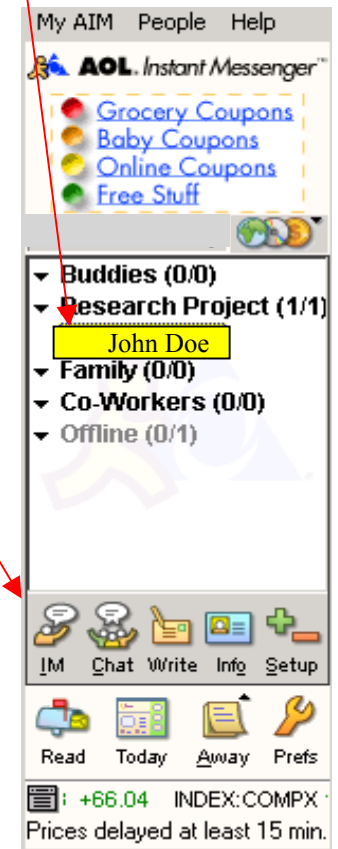 My AIM People Help
AOL. Instant Messenger™
Grocery Coupons
Baby Coupons
Online Coupons
Free Stuff
Buddies (0/0)
Research Project (1/1)
John Doe
Family (0/0)
Co-Workers (0/0)
Offline (0/1)
IM Chat Write Info Setup
Read Today Away Prefs
+66.04 INDEX:COMPX
Prices delayed at least 15 min.